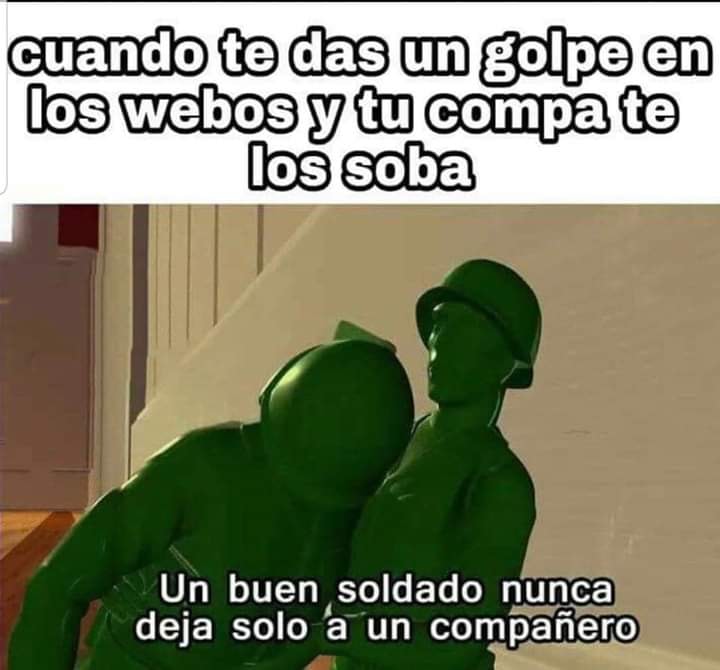 cuando te das un golpe en
los webos y tu compa te
los soba
Un buen soldado nunca
deja solo a un compañero